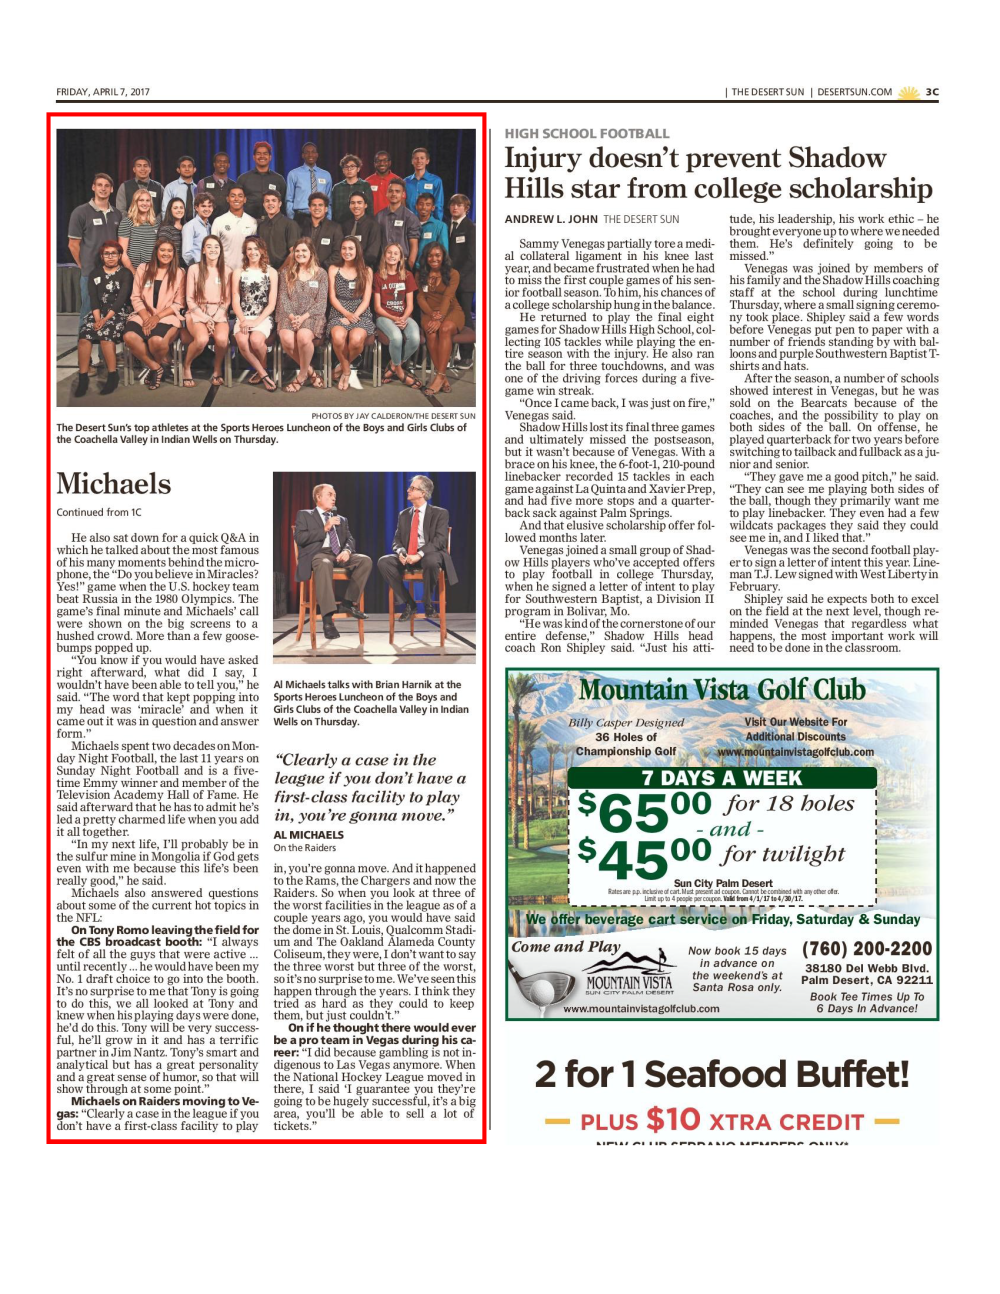 FRIDAY, APRIL 7, 2017
| THE DESERT SUN | DESERTSUN.COM
3C
PHOTOS BY JAY CALDERON/THE DESERT SUN
The Desert Sun’s top athletes at the Sports Heroes Luncheon of the Boys and Girls Clubs of
the Coachella Valley in Indian Wells on Thursday.
Michaels
Continued from 1C
He also sat down for a quick Q&A in
which he talked about the most famous
of his many moments behind the micro-
phone, the “Do you believe in Miracles?
Yes!” game when the U.S. hockey team
beat Russia in the 1980 Olympics. The
game’s final minute and Michaels’ call
were shown on the big screens to a
hushed crowd. More than a few goose-
bumps popped up.
“You know if you would have asked
right afterward, what did I say, I
wouldn’t have been able to tell you,” he
said. “The word that kept popping into
my head was ‘miracle’ and when it
came out it was in question and answer
form.”
Michaels spent two decades on Mon-
day Night Football, the last 11 years on
Sunday Night Football and is a five-
time Emmy winner and member of the
Television Academy Hall of Fame. He
said afterward that he has to admit he’s
led a pretty charmed life when you add
it all together.
“In my next life, I’ll probably be in
the sulfur mine in Mongolia if God gets
even with me because this life’s been
really good,” he said.
Michaels also answered questions
about some of the current hot topics in
the NFL:
On Tony Romo leaving the field for
the CBS broadcast booth: “I always
felt of all the guys that were active ...
until recently ... he would have been my
No. 1 draft choice to go into the booth.
It’s no surprise to me that Tony is going
to do this, we all looked at Tony and
knew when his playing days were done,
he’d do this. Tony will be very success-
ful, he’ll grow in it and has a terrific
partner in Jim Nantz. Tony’s smart and
analytical but has a great personality
and a great sense of humor, so that will
show through at some point.”
Michaels on Raiders moving to Ve-
gas: “Clearly a case in the league if you
don’t have a first-class facility to play
Al Michaels talks with Brian Harnik at the
Sports Heroes Luncheon of the Boys and
Girls Clubs of the Coachella Valley in Indian
Wells on Thursday.
“Clearly a case in the
league if you don’t have a
first-class facility to play
in, you’re gonna move.”
AL MICHAELS
On the Raiders
in, you’re gonna move. And it happened
to the Rams, the Chargers and now the
Raiders. So when you look at three of
the worst facilities in the league as of a
couple years ago, you would have said
the dome in St. Louis, Qualcomm Stadi-
um and The Oakland Alameda County
Coliseum, they were, I don’t want to say
the three worst but three of the worst,
so it’s no surprise to me. We’ve seen this
happen through the years. I think they
tried as hard as they could to keep
them, but just couldn’t.”
On if he thought there would ever
be a pro team in Vegas during his ca-
reer: “I did because gambling is not in-
digenous to Las Vegas anymore. When
the National Hockey League moved in
there, I said ‘I guarantee you they’re
going to be hugely successful, it’s a big
area, you’ll be able to sell a lot of
tickets.”
HIGH SCHOOL FOOTBALL
Injury doesn’t prevent Shadow
Hills star from college scholarship
ANDREW L. JOHN THE DESERT SUN
Sammy Venegas partially tore a medi-
al collateral ligament in his knee last
year, and became frustrated when he had
to miss the first couple games of his sen-
ior football season. To him, his chances of
a college scholarship hung in the balance.
He returned to play the final eight
games for Shadow Hills High School, col-
lecting 105 tackles while playing the en-
tire season with the injury. He also ran
the ball for three touchdowns, and was
one of the driving forces during a five-
game win streak.
“Once I came back, I was just on fire,”
Venegas said.
Shadow Hills lost its final three games
and ultimately missed the postseason,
but it wasn’t because of Venegas. With a
brace on his knee, the 6-foot-1, 210-pound
linebacker recorded 15 tackles in each
game against La Quinta and Xavier Prep,
and had five more stops and a quarter-
back sack against Palm Springs.
And that elusive scholarship offer fol-
lowed months later.
Venegas joined a small group of Shad-
ow Hills players who’ve accepted offers
to play football in college Thursday,
when he signed a letter of intent to play
for Southwestern Baptist, a Division II
program in Bolivar, Mo.
“He was kind of the cornerstone of our
entire defense,” Shadow Hills head
coach Ron Shipley said. “Just his atti-
tude, his leadership, his work ethic – he
brought everyone up to where we needed
them. He’s definitely going to be
missed.”
Venegas was joined by members of
his family and the Shadow Hills coaching
staff at the school during lunchtime
Thursday, where a small signing ceremo-
ny took place. Shipley said a few words
before Venegas put pen to paper with a
number of friends standing by with bal-
loons and purple Southwestern Baptist T-
shirts and hats.
After the season, a number of schools
showed interest in Venegas, but he was
sold on the Bearcats because of the
coaches, and the possibility to play on
both sides of the ball. On offense, he
played quarterback for two years before
switching to tailback and fullback as a ju-
nior and senior.
“They gave me a good pitch,” he said.
“They can see me playing both sides of
the ball, though they primarily want me
to play linebacker. They even had a few
wildcats packages they said they could
see me in, and I liked that.”
Venegas was the second football play-
er to sign a letter of intent this year. Line-
man T.J. Lew signed with West Liberty in
February.
Shipley said he expects both to excel
on the field at the next level, though re-
minded Venegas that regardless what
happens, the most important work will
need to be done in the classroom.
Mountain Vista Golf Club
Billy Casper Designed
36 Holes of
Championship Golf
Visit Our Website For
Additional Discounts
www.mountainvistagolfclub.com
7 DAYS A WEEK
$65.00 for 18 holes
- and -
$45.00 for twilight
Sun City Palm Desert
Rates are p.p. inclusive of cart. Must present ad coupon. Cannot be combined with any other offer.
Limit up to 4 people per coupon. Valid from 4/1/17 to 4/30/17.
We offer beverage cart service on Friday, Saturday & Sunday
Come and Play
MOUNTAIN VISTA
SUN CITY PALM DESERT
www.mountainvistagolfclub.com
Now book 15 days
in advance on
the weekend’s at
Santa Rosa only.
(760) 200-2200
38180 Del Webb Blvd.
Palm Desert, CA 92211
Book Tee Times Up To
6 Days In Advance!
2 for 1 Seafood Buffet!
PLUS $10 XTRA CREDIT
NEW CLUB SERRANO MEMBERS ONLY*